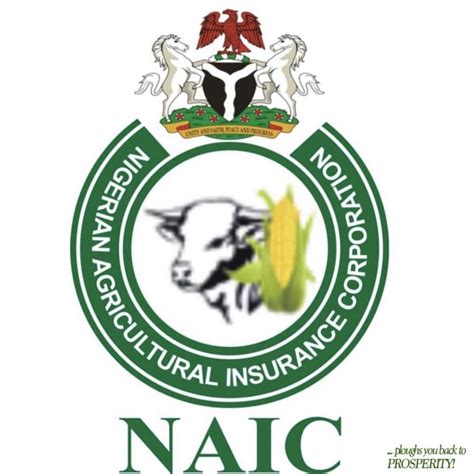 UNITY AND FAITH, PEACE AND PROGRESS
NIGERIAN AGRICULTURAL INSURANCE CORPORATION
NAIC
... ploughs you back to
PROSPERITY!